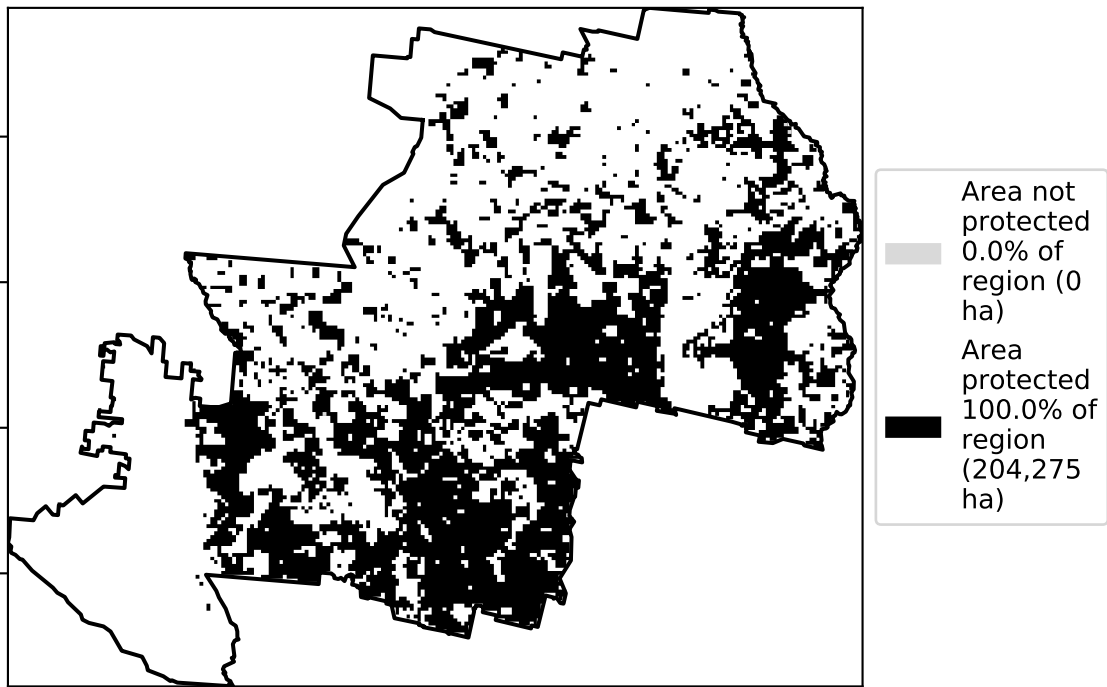 Area not
protected
0.0% of
region (0
ha)
Area
protected
100.0% of
region
(204,275
ha)